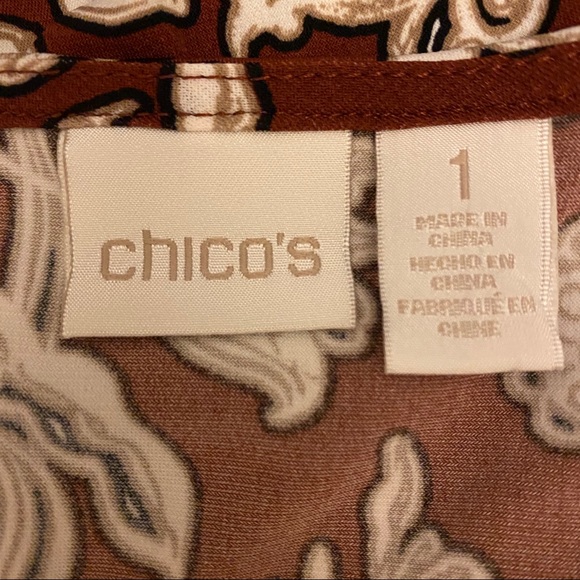 chico's
1
MADE IN
CHINA
HECHO EN
CHINA
FABRIQUÉ EN
CHINE